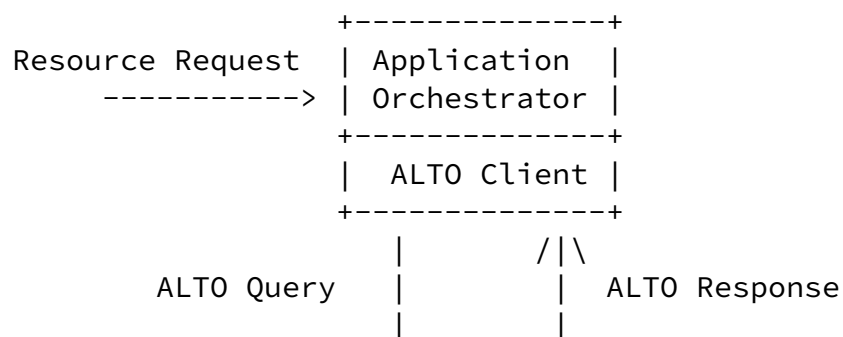 +--------------+
Resource Request | Application |
-----------> | Orchestrator |
+--------------+
| ALTO Client |
+--------------+
| /|\
ALTO Query | | ALTO Response
| |